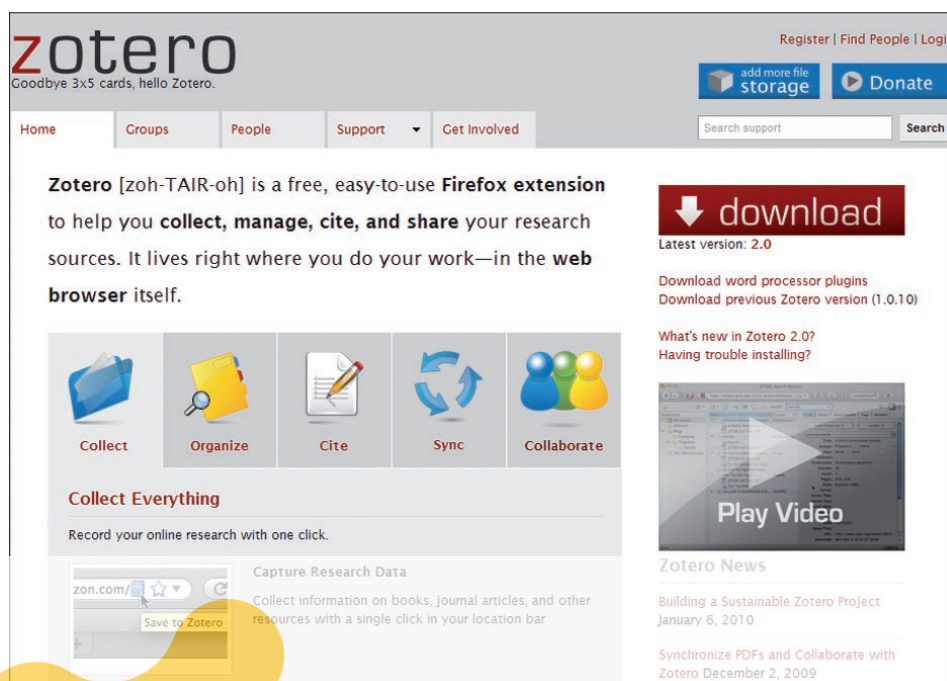 zotero
Goodbye 3x5 cards, hello Zotero.
Register | Find People | Logi
add more file
storage
Donate
Home
Groups
People
Support
Get Involved
Search support
Search
Zotero [zoh-TAIR-oh] is a free, easy-to-use Firefox extension
to help you collect, manage, cite, and share your research
sources. It lives right where you do your work—in the web
browser itself.
Collect
Organize
Cite
Sync
Collaborate
Collect Everything
Record your online research with one click.
zon.com/
Save to Zotero
Capture Research Data
Collect information on books, journal articles, and other
resources with a single click in your location bar
download
Latest version: 2.0
Download word processor plugins
Download previous Zotero version (1.0.10)
What's new in Zotero 2.0?
Having trouble installing?
Play Video
Zotero News
Building a Sustainable Zotero Project
January 6, 2010
Synchronize PDFs and Collaborate with
Zotero December 2, 2009